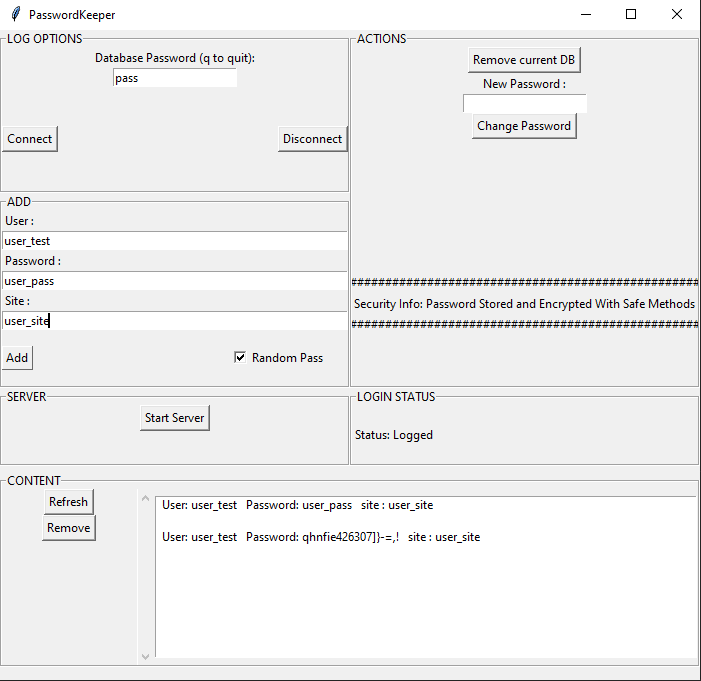 PasswordKeeper
LOG OPTIONS
Database Password (q to quit):
pass
Connect
Disconnect
ACTIONS
Remove current DB
New Password :
Change Password
##################################################
Security Info: Password Stored and Encrypted With Safe Methods
##################################################
ADD
User :
user_test
Password :
user_pass
Site :
user_site
Add
Random Pass
SERVER
Start Server
LOGIN STATUS
Status: Logged
CONTENT
Refresh
Remove
User: user_test   Password: user_pass   site : user_site
User: user_test   Password: qhnfie426307]}-=,!   site : user_site